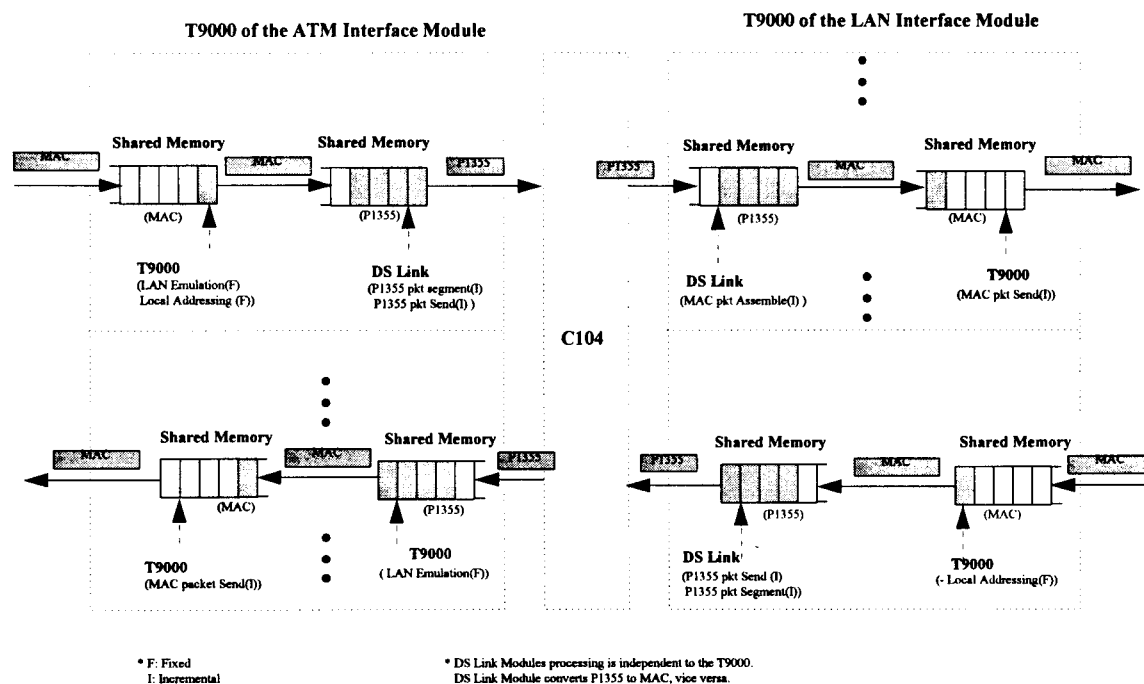 T9000 of the ATM Interface Module
T9000 of the LAN Interface Module
Shared Memory
Shared Memory
MAC
MAC
P1355
(MAC)
(P1355)
T9000
(LAN Emulation(F)
Local Addressing (F))
DS Link
(P1355 pkt segment(I)
P1355 pkt Send(I) )
Shared Memory
Shared Memory
P1355
MAC
MAC
(P1355)
(MAC)
DS Link
(MAC pkt Assemble(I) )
T9000
(MAC pkt Send(I))
C104
Shared Memory
Shared Memory
MAC
MAC
P1355
(MAC)
(P1355)
T9000
(MAC packet Send(I))
T9000
( LAN Emulation(F))
Shared Memory
Shared Memory
P1355
MAC
MAC
(P1355)
(MAC)
DS Link
(P1355 pkt Send (I)
P1355 pkt Segment(I))
T9000
(- Local Addressing(F))
* F: Fixed
I: Incremental
* DS Link Modules processing is independent to the T9000.
DS Link Module converts P1355 to MAC, vice versa.